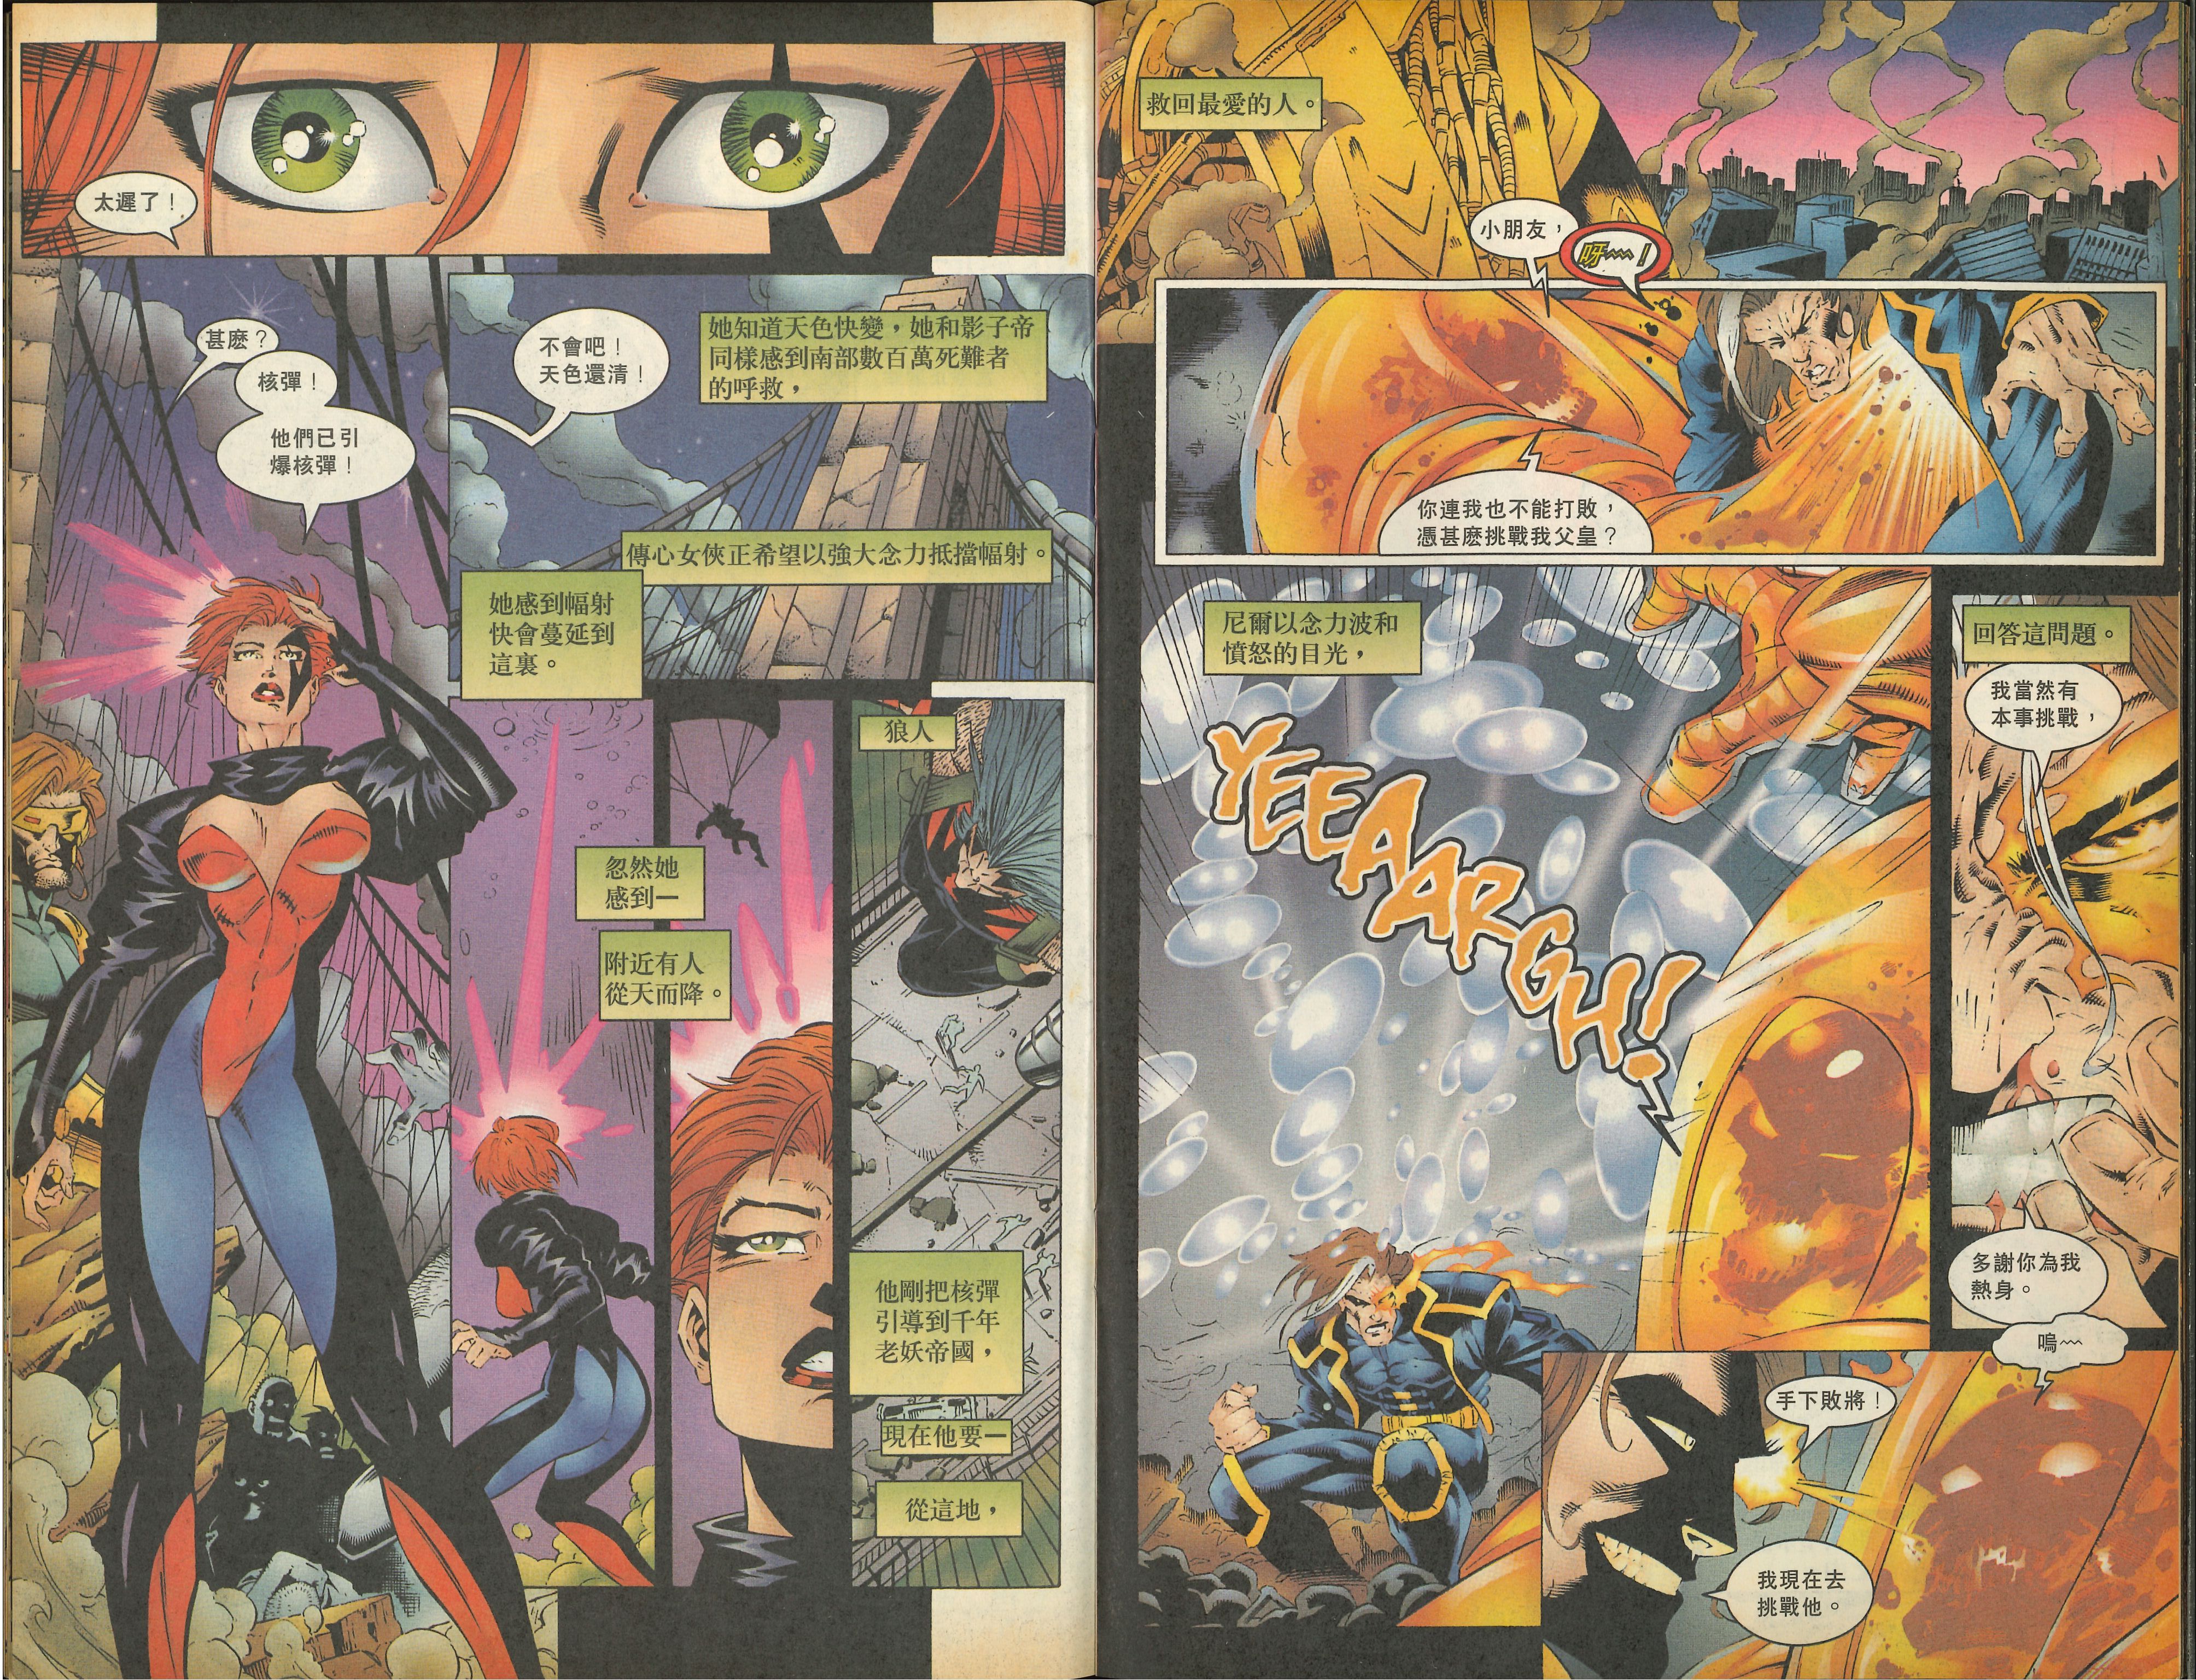 太遲了！
甚麽？
核彈！
他們已引
爆核彈！
不會吧！
天色還清！
她知道天色快變，她和影子帝
同樣感到南部數百萬死難者
的呼救，
傳心女俠正希望以強大念力抵擋幅射。
她感到幅射
快會蔓延到
這裏。
忽然她
感到一
附近有人
從天而降。
狼人
他剛把核彈
引導到千年
老妖帝國，
現在他要一
從這地，
救回最愛的人。
小朋友，
呀～！
你連我也不能打敗，
憑甚麽挑戰我父皇？
尼爾以念力波和
憤怒的目光，
YEEAARGH!
回答這問題。
我當然有
本事挑戰，
多謝你為我
熱身。
嗚～
手下敗將！
我現在去
挑戰他。